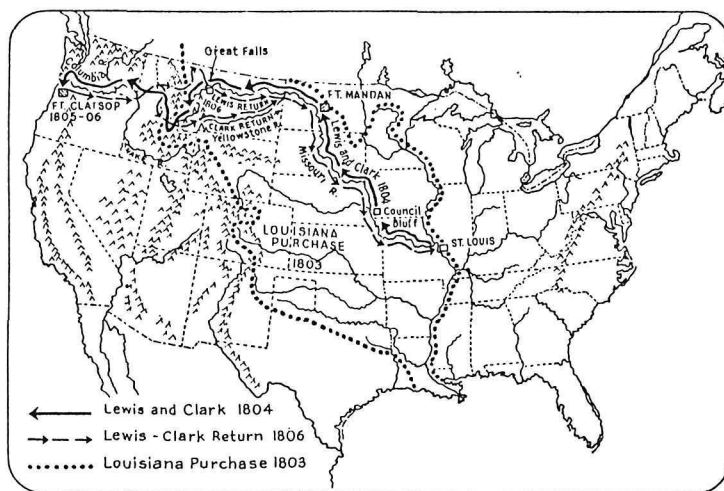 Great Falls
Columbia R.
FT. CLATSOP
1805-06
LEWIS RETURN
1806
CLARK RETURN
Yellowstone R.
FT. MANDAN
Lewis and Clark 1804
Missouri R.
Council
bluff
ST. LOUIS
LOUISIANA
PURCHASE
1803
Lewis and Clark 1804
Lewis - Clark Return 1806
Louisiana Purchase 1803